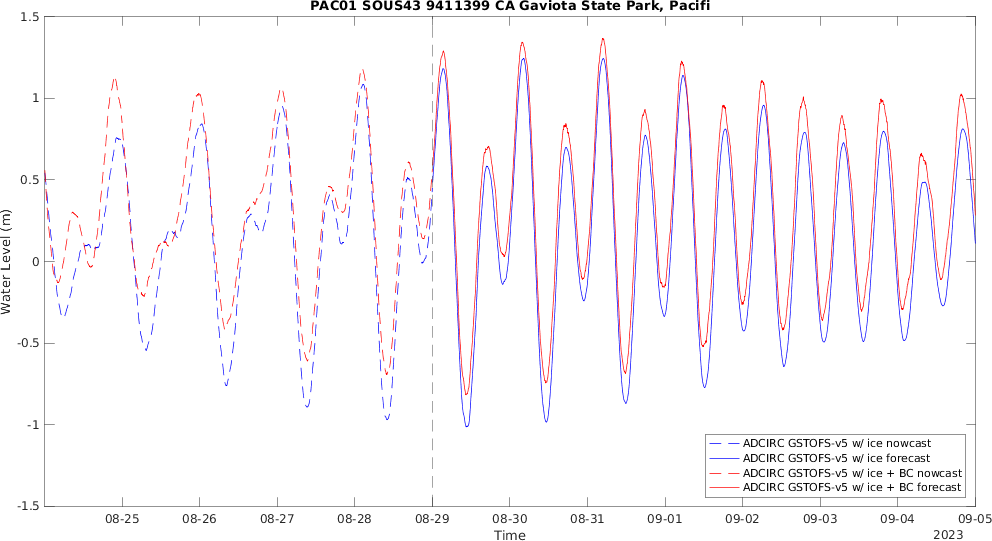 PAC01 SOUS43 9411399 CA Gaviota State Park, Pacifi
1.5
1
0.5
0
-0.5
-1
-1.5
Water Level (m)
ADCIRC GSTOFS-v5 w/ ice nowcast
ADCIRC GSTOFS-v5 w/ ice forecast
ADCIRC GSTOFS-v5 w/ ice + BC nowcast
ADCIRC GSTOFS-v5 w/ ice + BC forecast
08-25 08-26 08-27 08-28 08-29 08-30 08-31 09-01 09-02 09-03 09-04 09-05
Time
2023